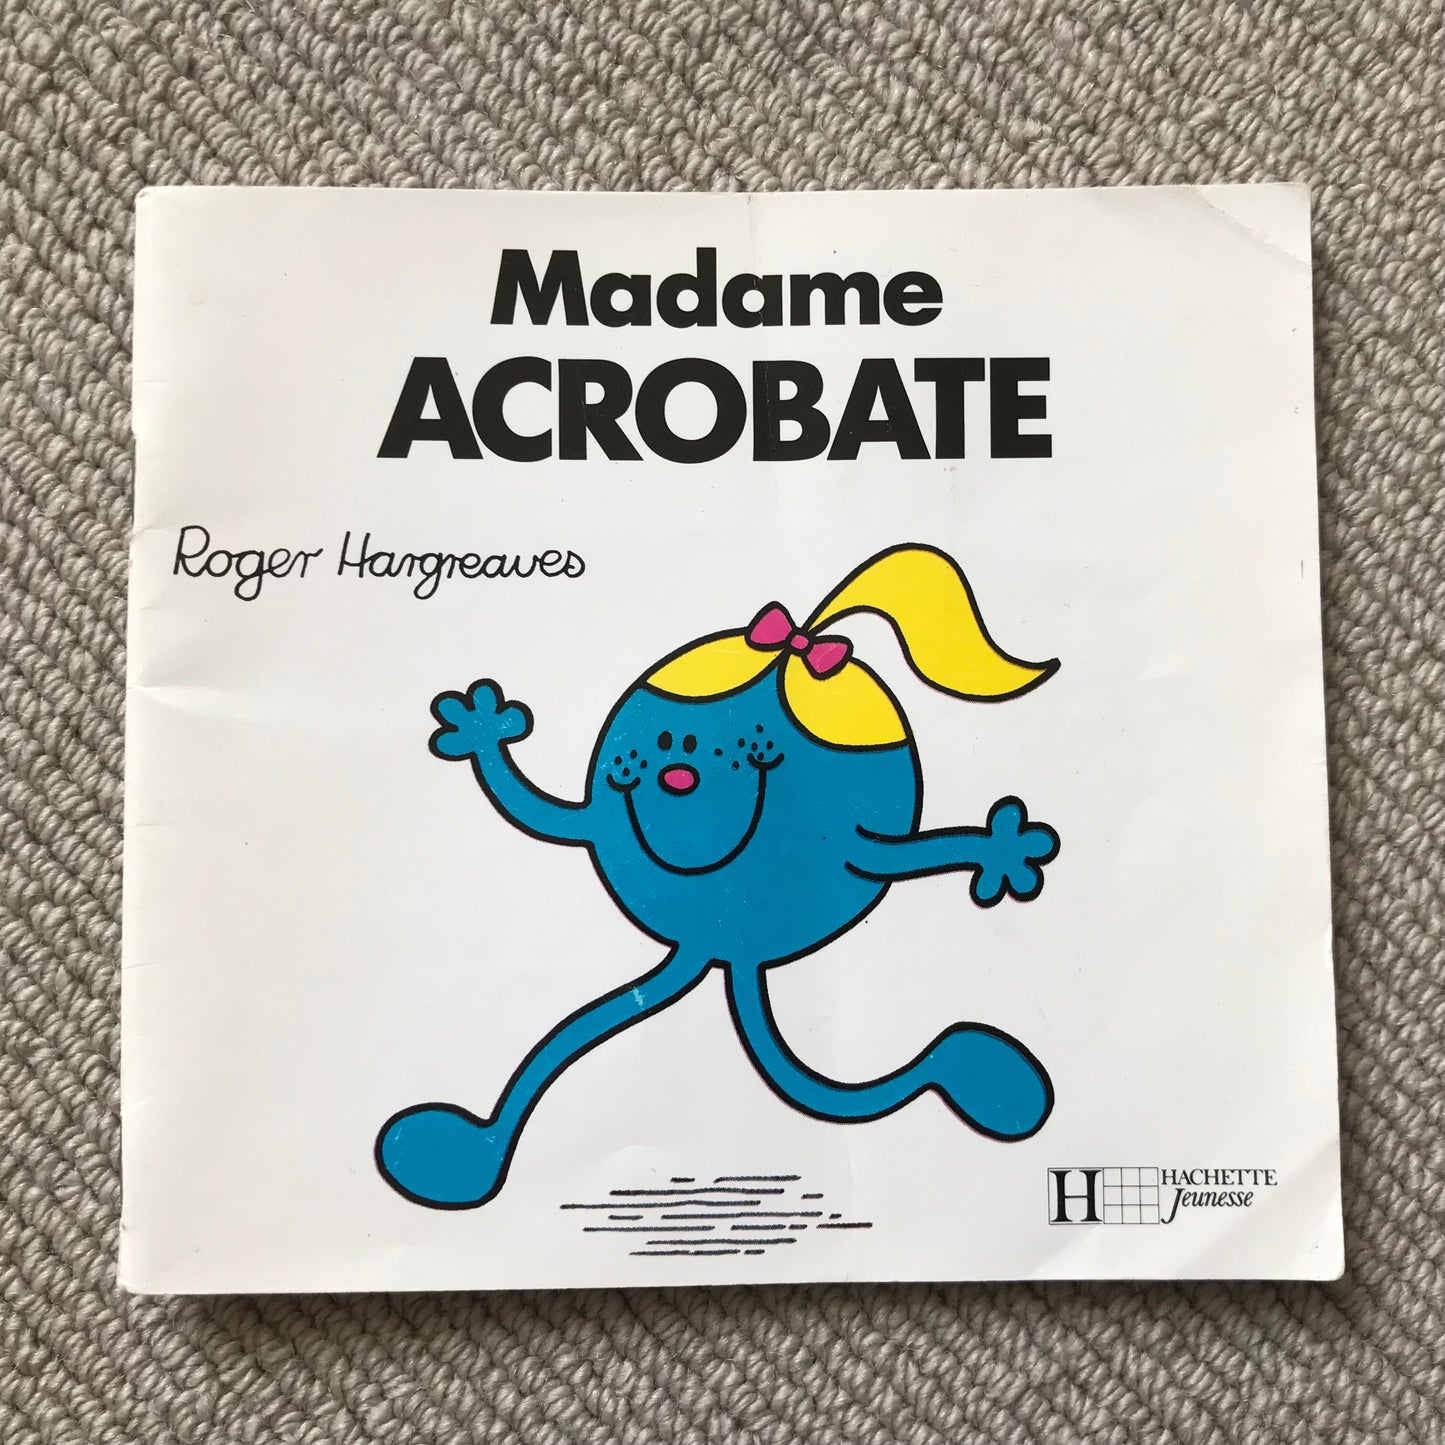 Madame
ACROBATE
Roger Hargreaves
H HACHETTE
Jeunesse